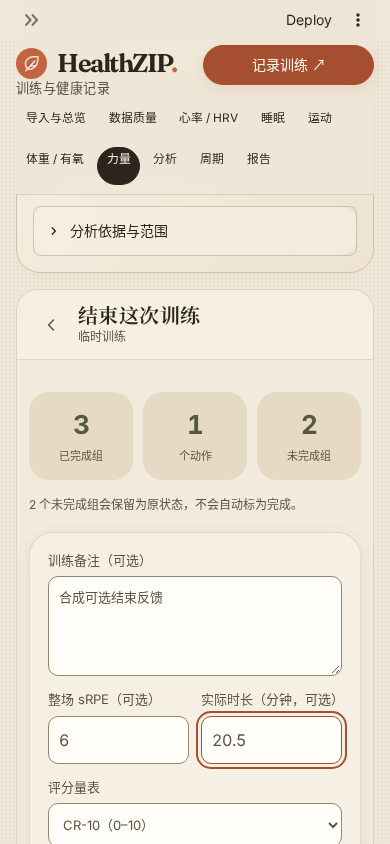 Deploy
HealthZIP.
训练与健康记录
记录训练 ↗
导入与总览 数据质量 心率 / HRV 睡眠 运动
体重 / 有氧 力量 分析 周期 报告
分析依据与范围
结束这次训练
临时训练
3 1 2
已完成组 个动作 未完成组
2 个未完成组会保留为原状态，不会自动标为完成。
训练备注（可选）
合成可选结束反馈
整场 sRPE（可选） 实际时长（分钟，可选）
6 20.5
评分量表
CR-10（0–10）